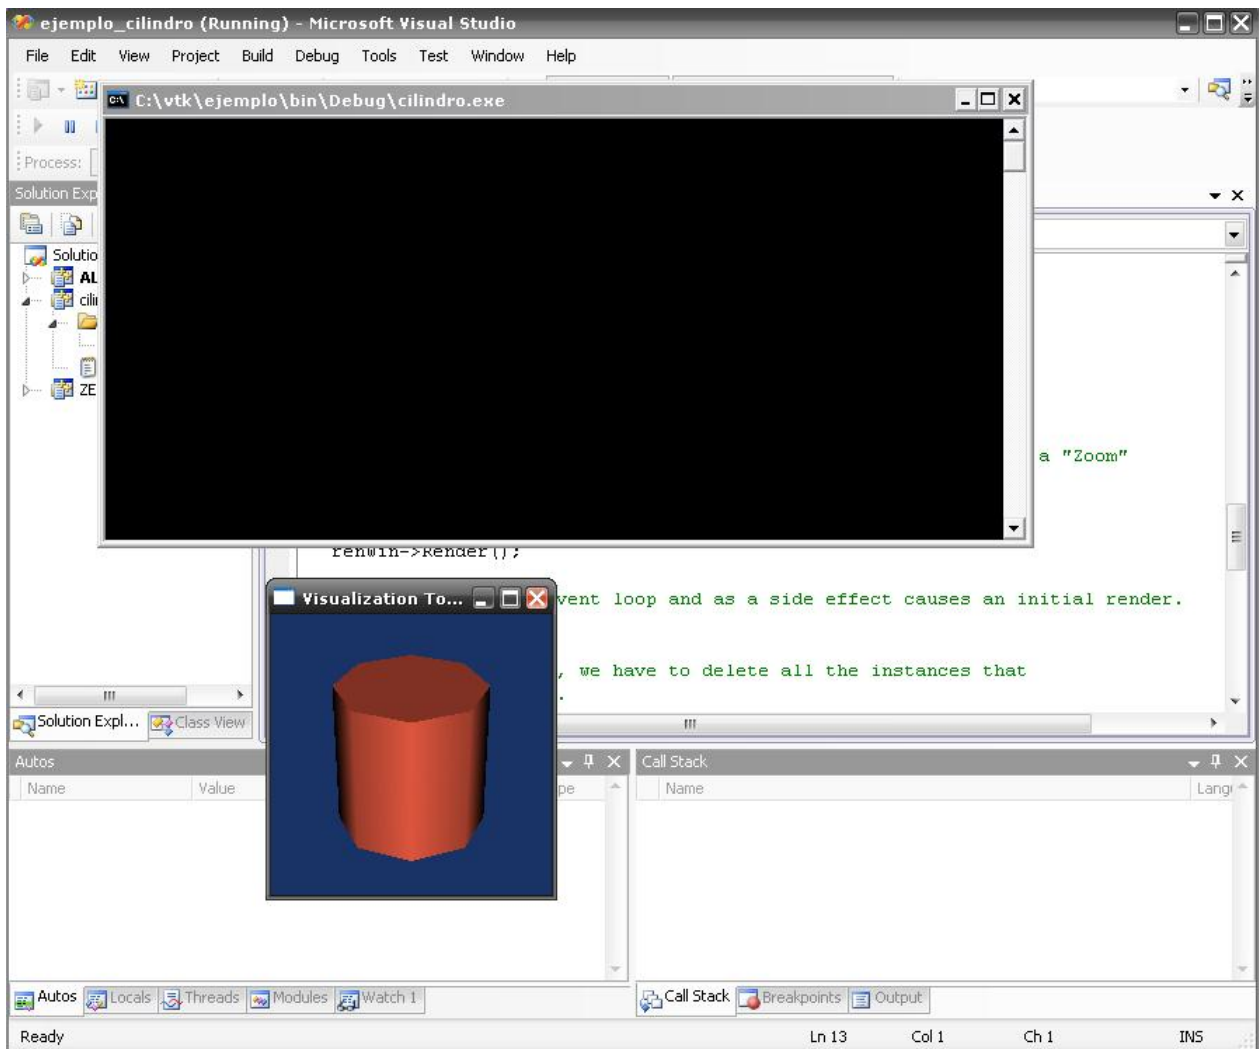 ejemplo_cilindro (Running) - Microsoft Visual Studio
File Edit View Project Build Debug Tools Test Window Help
C:\vtk\ejemplo\bin\Debug\cilindro.exe
Process:
Solution Exp
Solutio
AL
cilin
ZE
a "Zoom"
renwin->Render();
Visualization To...
vent loop and as a side effect causes an initial render.
, we have to delete all the instances that
.
Solution Expl... Class View
Autos
Call Stack
Name Value pe
Name Langu
Autos Locals Threads Modules Watch 1
Call Stack Breakpoints Output
Ready Ln 13 Col 1 Ch 1 INS